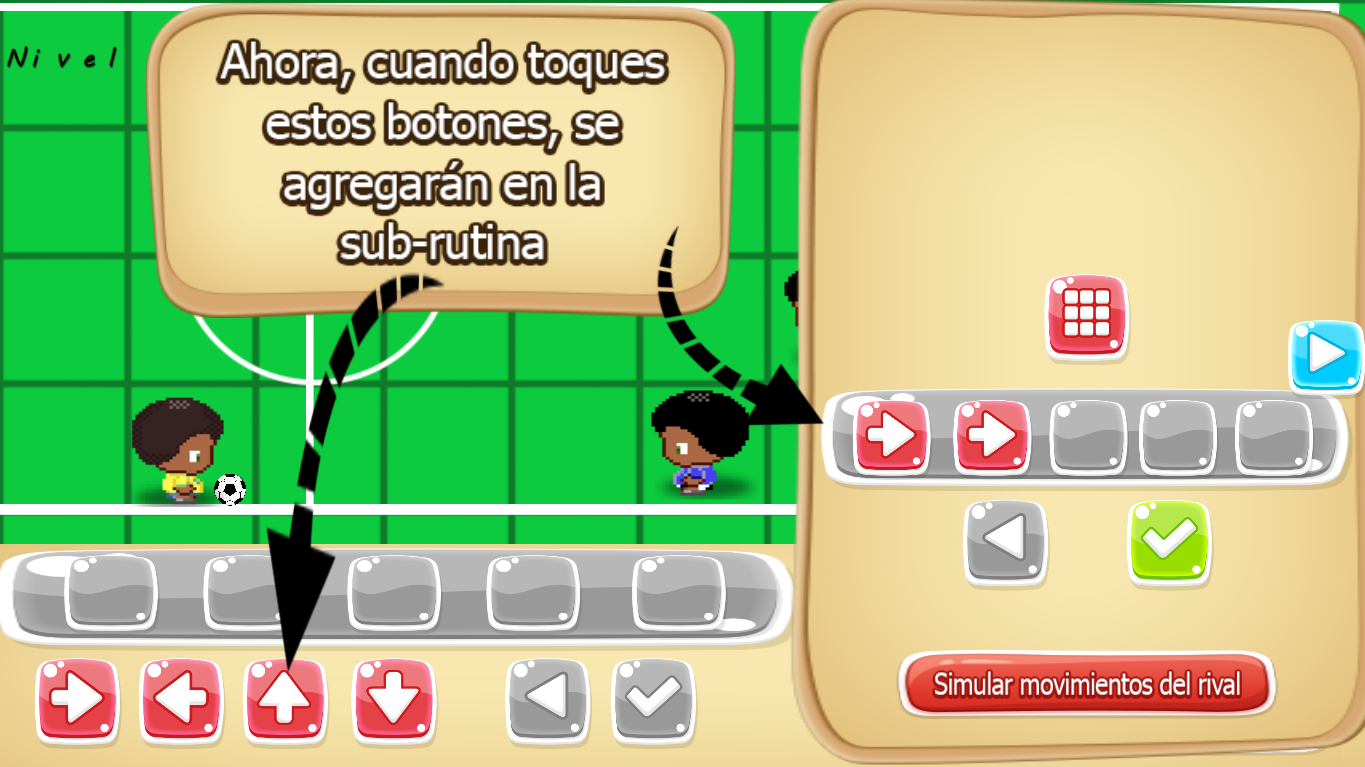 Nivel
Ahora, cuando toques
estos botones, se
agregarán en la
sub-rutina
Simular movimientos del rival